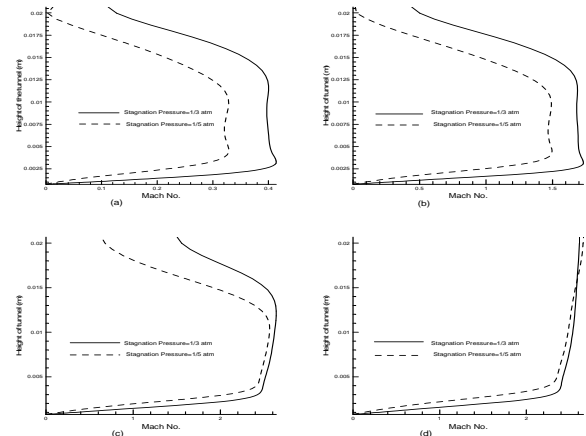 0.02
0.0175
0.015
0.0125
0.01
0.0075
0.005
0.0025
Height of the tunnel (m)
Stagnation Pressure=1/3 atm
Stagnation Pressure=1/5 atm
0 0.1 0.2 0.3 0.4
Mach No.
(a)
0.02
0.0175
0.015
0.0125
0.01
0.0075
0.005
0.0025
Height of tunnel (m)
Stagnation Pressure=1/3 atm
Stagnation Pressure=1/5 atm
0 0.5 1 1.5
Mach No.
(b)
0.02
0.015
0.01
0.005
Height of tunnel (m)
Stagnation Pressure=1/3 atm
Stagnation Pressure=1/5 atm
0 1 2
Mach No.
(c)
0.02
0.015
0.01
0.005
Height of tunnel (m)
Stagnation Pressure=1/3 atm
Stagnation Pressure=1/5 atm
0 1 2
Mach No.
(d)